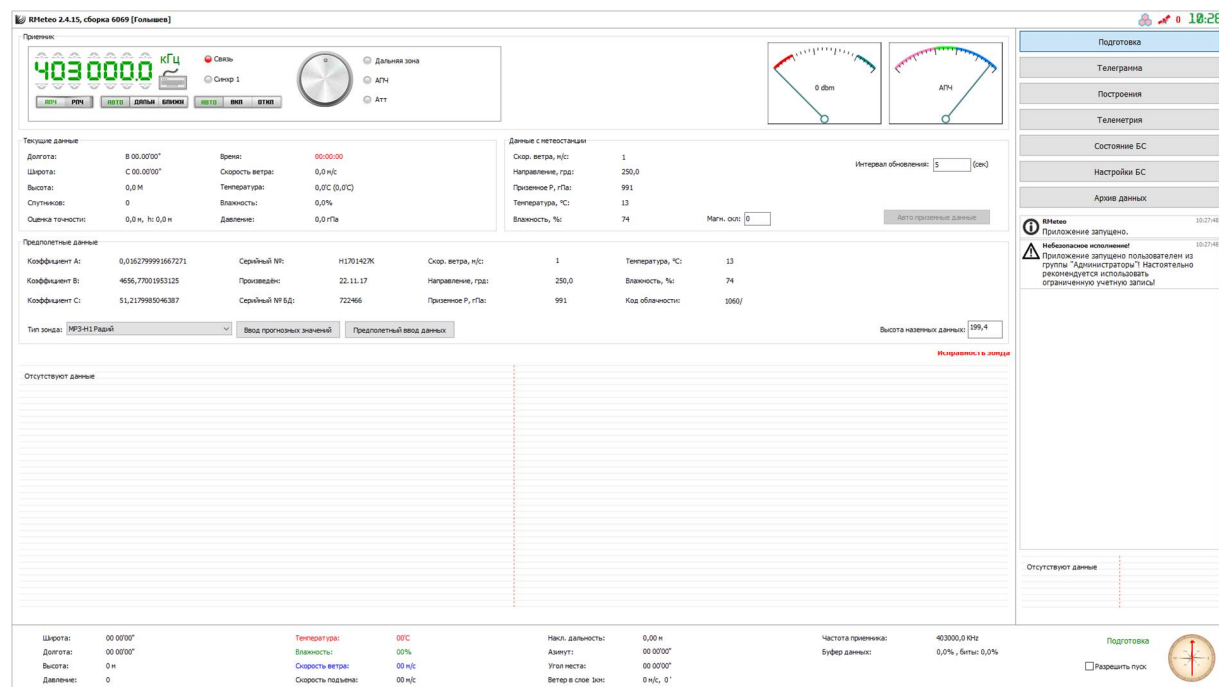 RMeteo 2.4.15, сборка 6069 [Голышев]
0 10:28
Приемник
403000.0 кГц
АПЧ РПЧ АВТО ДАЛЬН БЛИЖН АВТО ВКЛ ОТКЛ
Связь
Синхр 1
Дальняя зона
АПЧ
Атт
0 dbm
АПЧ
Подготовка
Телеграмма
Построения
Телеметрия
Состояние БС
Настройки БС
Архив данных
Текущие данные
Долгота: В 00.00'00" Время: 00:00:00
Широта: С 00.00'00" Скорость ветра: 0,0 м/с
Высота: 0,0 М Температура: 0,0'C (0,0'C)
Спутников: 0 Влажность: 0,0%
Оценка точности: 0,0 м, h: 0,0 м Давление: 0,0 гПа
Данные с метеостанции
Скор. ветра, м/с: 1
Направление, грд: 250,0
Приземное P, гПа: 991
Температура, °C: 13
Влажность, %: 74 Магн. скл: 0
Интервал обновления: 5 (сек)
Авто приземные данные
RMeteo 10:27:48
Приложение запущено.
Небезопасное исполнение! 10:27:48
Приложение запущено пользователем из
группы "Администраторы"! Настоятельно
рекомендуется использовать
ограниченную учетную запись!
Предполетные данные
Коэффициент A: 0,0162799991667271 Серийный №: H1701427K Скор. ветра, м/с: 1 Температура, °C: 13
Коэффициент B: 4656,77001953125 Произведён: 22.11.17 Направление, грд: 250,0 Влажность, %: 74
Коэффициент C: 51,2179985046387 Серийный № БД: 722466 Приземное P, гПа: 991 Код облачности: 1060/
Тип зонда: МРЗ-Н1 Радий Ввод прогнозных значений Предполетный ввод данных Высота наземных данных: 199,4
Исправность зонда
Отсутствуют данные
Отсутствуют данные
Широта: 00 00'00" Температура: 00'C Накл. дальность: 0,00 м Частота приемника: 403000,0 KHz
Долгота: 00 00'00" Влажность: 00% Азимут: 00 00'00" Буфер данных: 0,0% , биты: 0,0%
Высота: 0 м Скорость ветра: 00 м/с Угол места: 00 00'00"
Давление: 0 Скорость подъема: 00 м/с Ветер в слое 1км: 0 м/с, 0 '
Подготовка
Разрешить пуск